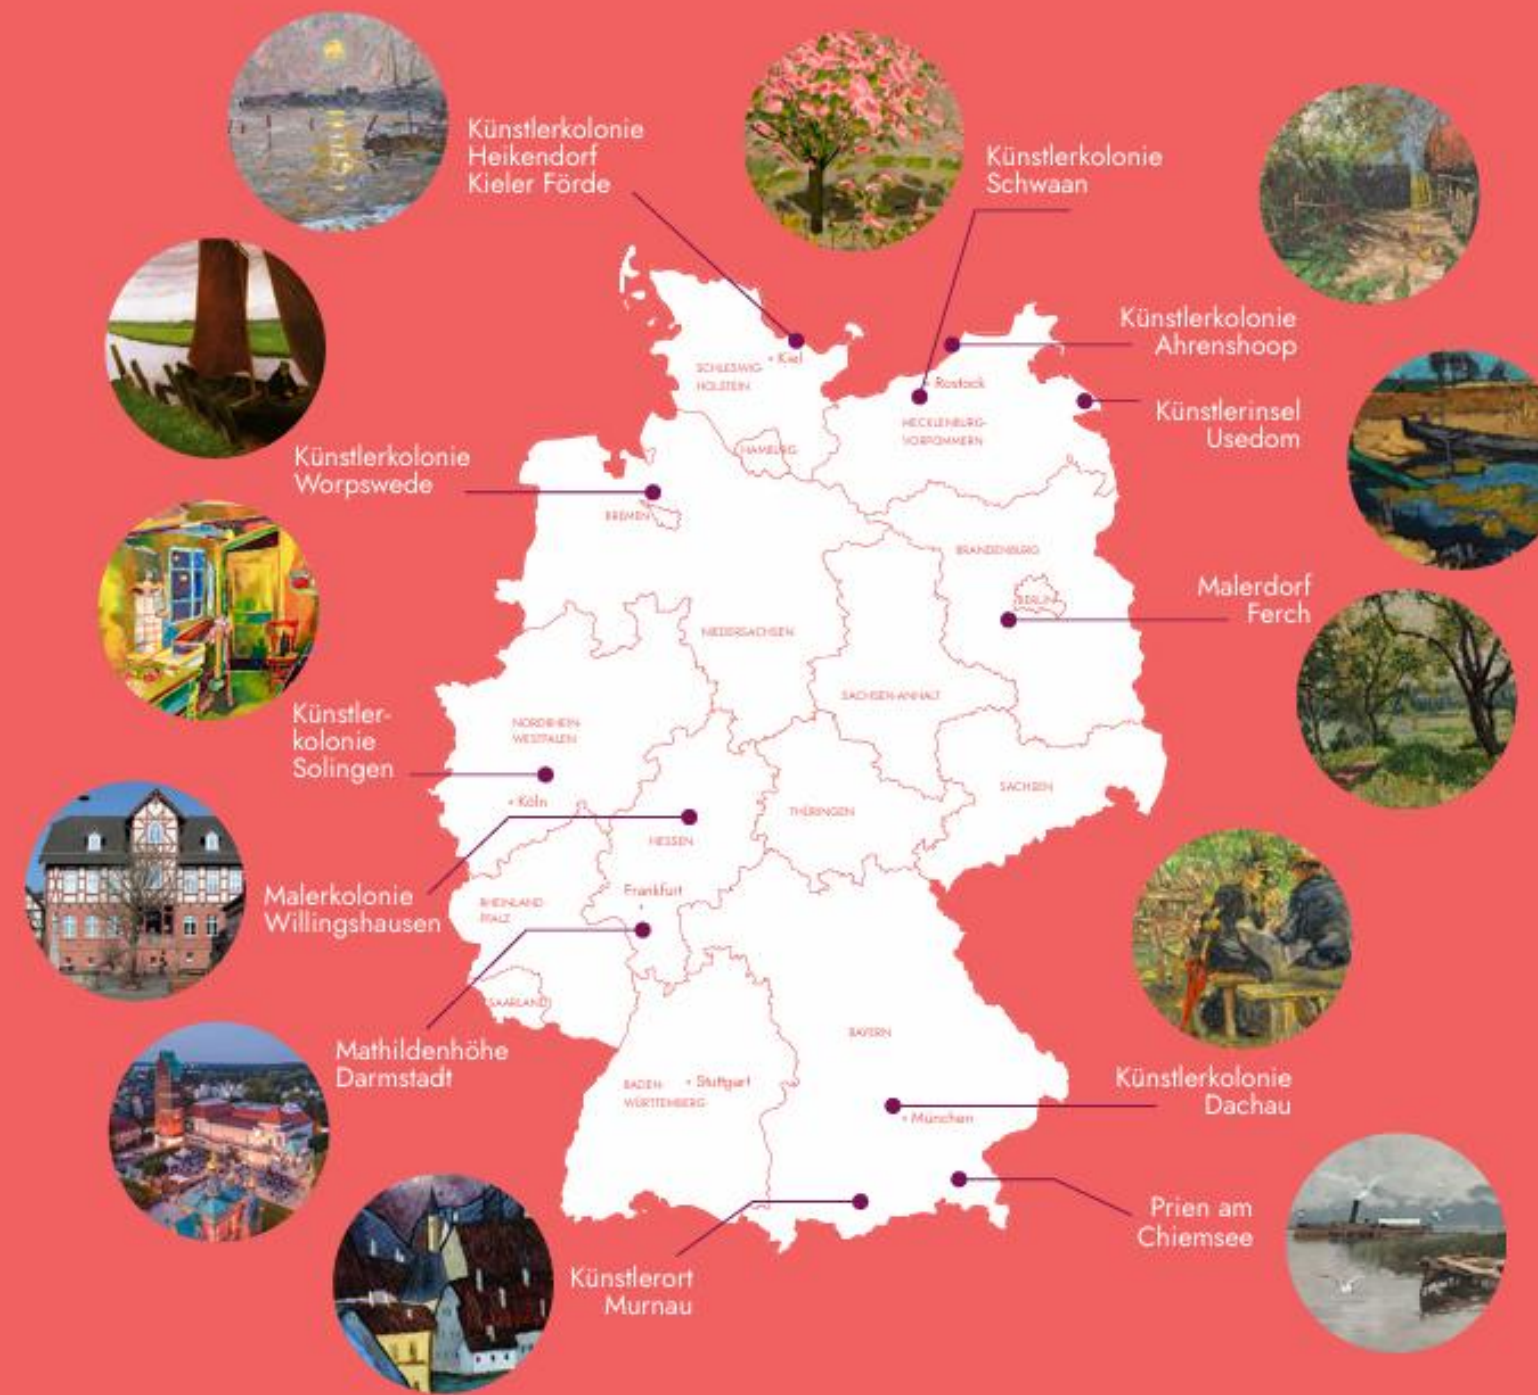 Künstlerkolonie
Heikendorf
Kieler Förde
Künstlerkolonie
Schwaan
Künstlerkolonie
Ahrenshoop
Künstlerinsel
Usedom
Künstlerkolonie
Worpswede
Malerdorf
Ferch
Künstler-
kolonie
Solingen
Malerkolonie
Willingshausen
Mathildenhöhe
Darmstadt
Künstlerkolonie
Dachau
Prien am
Chiemsee
Künstlerort
Murnau
• Kiel
SCHLESWIG-
HOLSTEIN
• Rostock
MECKLENBURG-
VORPOMMERN
HAMBURG
BREMEN
BRANDENBURG
BERLIN
NIEDERSACHSEN
SACHSEN-ANHALT
NORDRHEIN-
WESTFALEN
• Köln
HESSEN
THÜRINGEN
SACHSEN
Frankfurt
RHEINLAND-
PFALZ
SAARLAND
BAYERN
BADEN-
WÜRTTEMBERG
• Stuttgart
• München